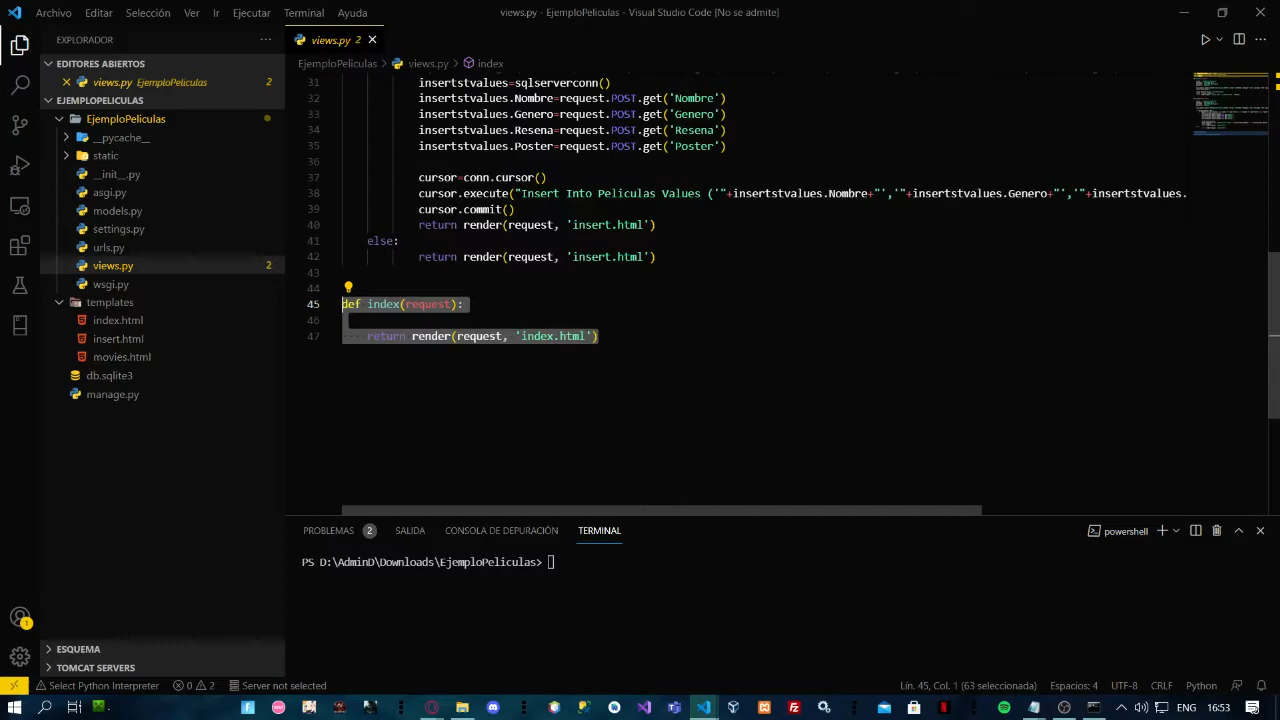 Archivo Editar Selección Ver Ir Ejecutar Terminal Ayuda
views.py - EjemploPeliculas - Visual Studio Code [No se admite]
EXPLORADOR
EDITORES ABIERTOS
views.py EjemploPeliculas 2
EJEMPLOPELICULAS
EjemploPeliculas
__pycache__
static
__init__.py
asgi.py
models.py
settings.py
urls.py
views.py 2
wsgi.py
templates
index.html
insert.html
movies.html
db.sqlite3
manage.py
ESQUEMA
TOMCAT SERVERS
views.py 2
EjemploPeliculas > views.py > index
31 insertstvalues=sqlserverconn()
32 insertstvalues.Nombre=request.POST.get('Nombre')
33 insertstvalues.Genero=request.POST.get('Genero')
34 insertstvalues.Resena=request.POST.get('Resena')
35 insertstvalues.Poster=request.POST.get('Poster')
36
37 cursor=conn.cursor()
38 cursor.execute("Insert Into Peliculas Values ('"+insertstvalues.Nombre+"','"+insertstvalues.Genero+"','"+insertstvalues.
39 cursor.commit()
40 return render(request, 'insert.html')
41 else:
42 return render(request, 'insert.html')
43
44
45 def index(request):
46
47 return render(request, 'index.html')
PROBLEMAS 2 SALIDA CONSOLA DE DEPURACIÓN TERMINAL
powershell
PS D:\AdminD\Downloads\EjemploPeliculas>
Select Python Interpreter 0 2 Server not selected
Lín. 45, Col. 1 (63 seleccionada) Espacios: 4 UTF-8 CRLF Python
16:53